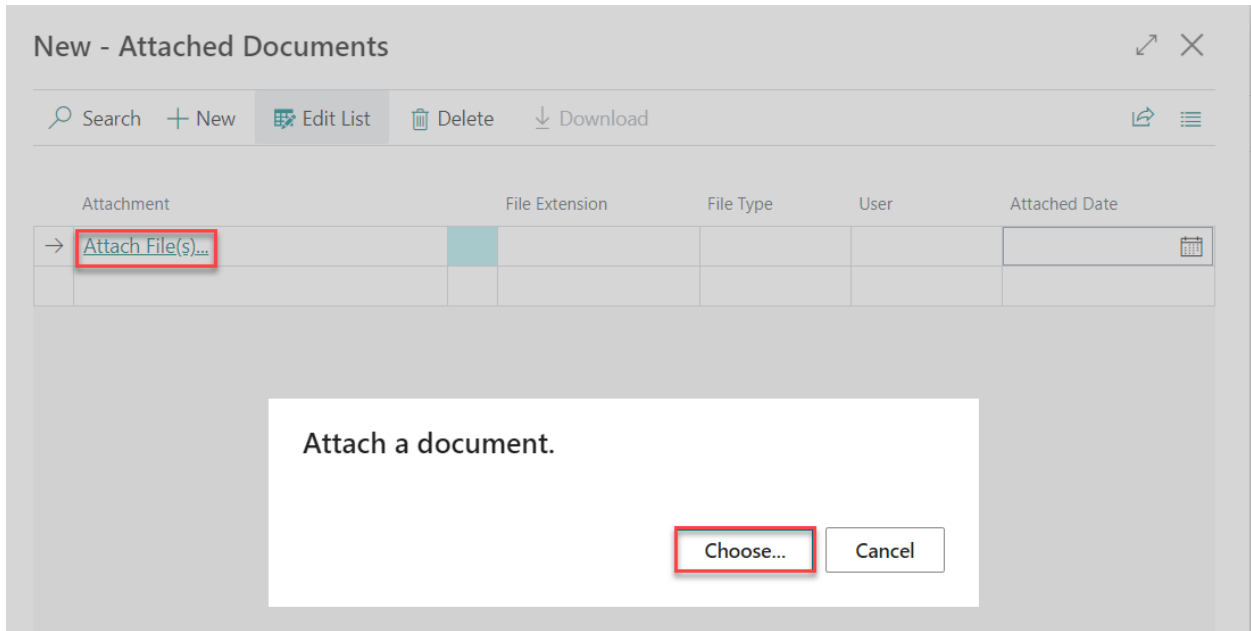 New - Attached Documents
Search New Edit List Delete Download
Attachment File Extension File Type User Attached Date
Attach File(s)...
Attach a document.
Choose... Cancel